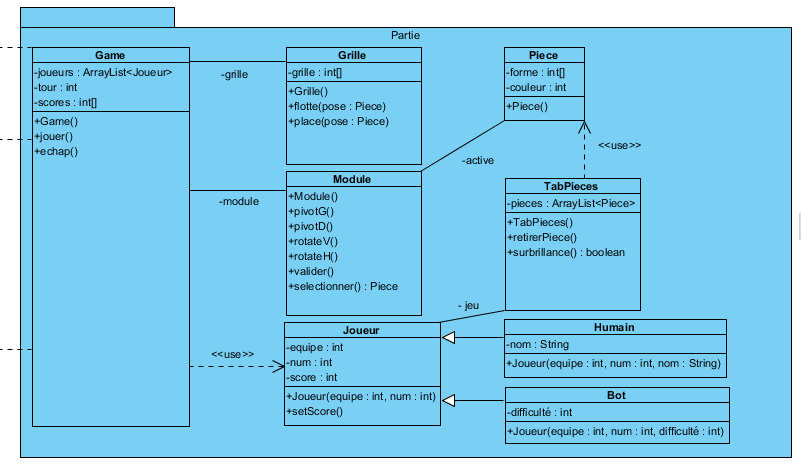 Partie
Game
-joueurs : ArrayList<Joueur>
-tour : int
-scores : int[]
+Game()
+jouer()
+echap()
-grille
-module
<<use>>
Grille
-grille : int[]
+Grille()
+flotte(pose : Piece)
+place(pose : Piece)
Module
+Module()
+pivotG()
+pivotD()
+rotateV()
+rotateH()
+valider()
+selectionner() : Piece
-active
Piece
-forme : int[]
-couleur : int
+Piece()
<<use>>
TabPieces
-pieces : ArrayList<Piece>
+TabPieces()
+retirerPiece()
+surbrillance() : boolean
- jeu
Joueur
-equipe : int
-num : int
-score : int
+Joueur(equipe : int, num : int)
+setScore()
Humain
-nom : String
+Joueur(equipe : int, num : int, nom : String)
Bot
-difficulté : int
+Joueur(equipe : int, num : int, difficulté : int)